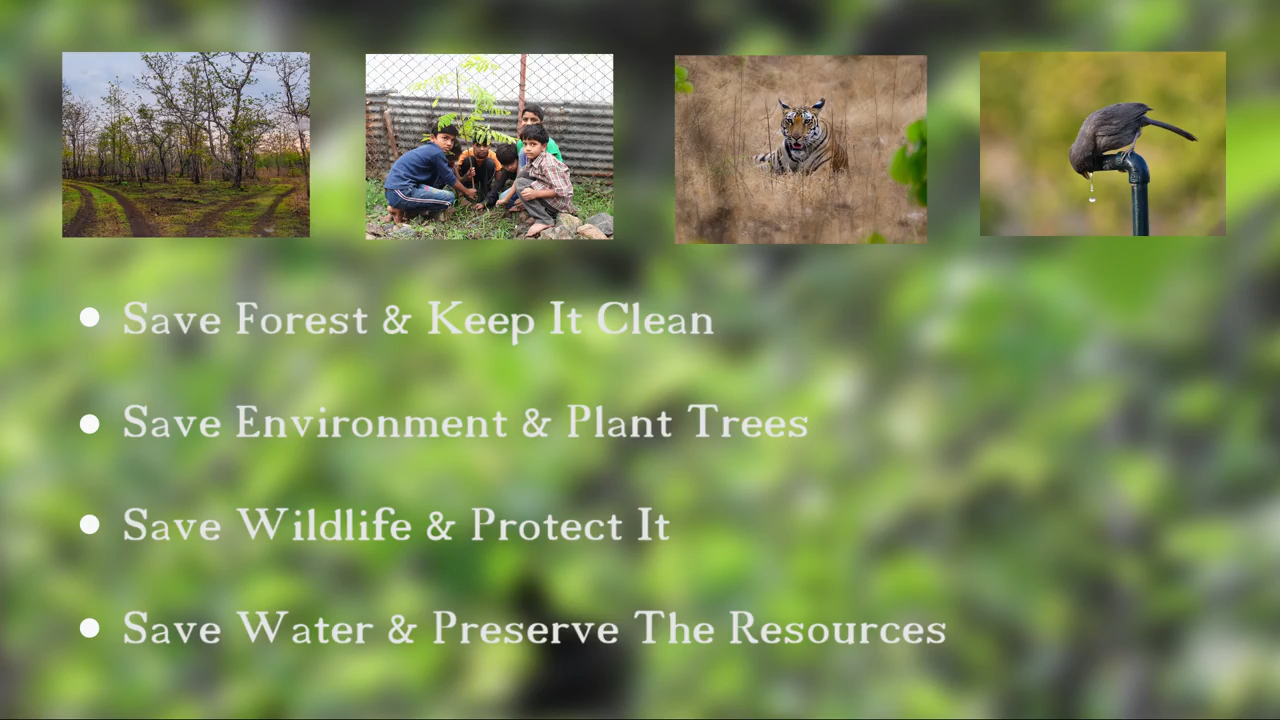 Save Forest & Keep It Clean
Save Environment & Plant Trees
Save Wildlife & Protect It
Save Water & Preserve The Resources